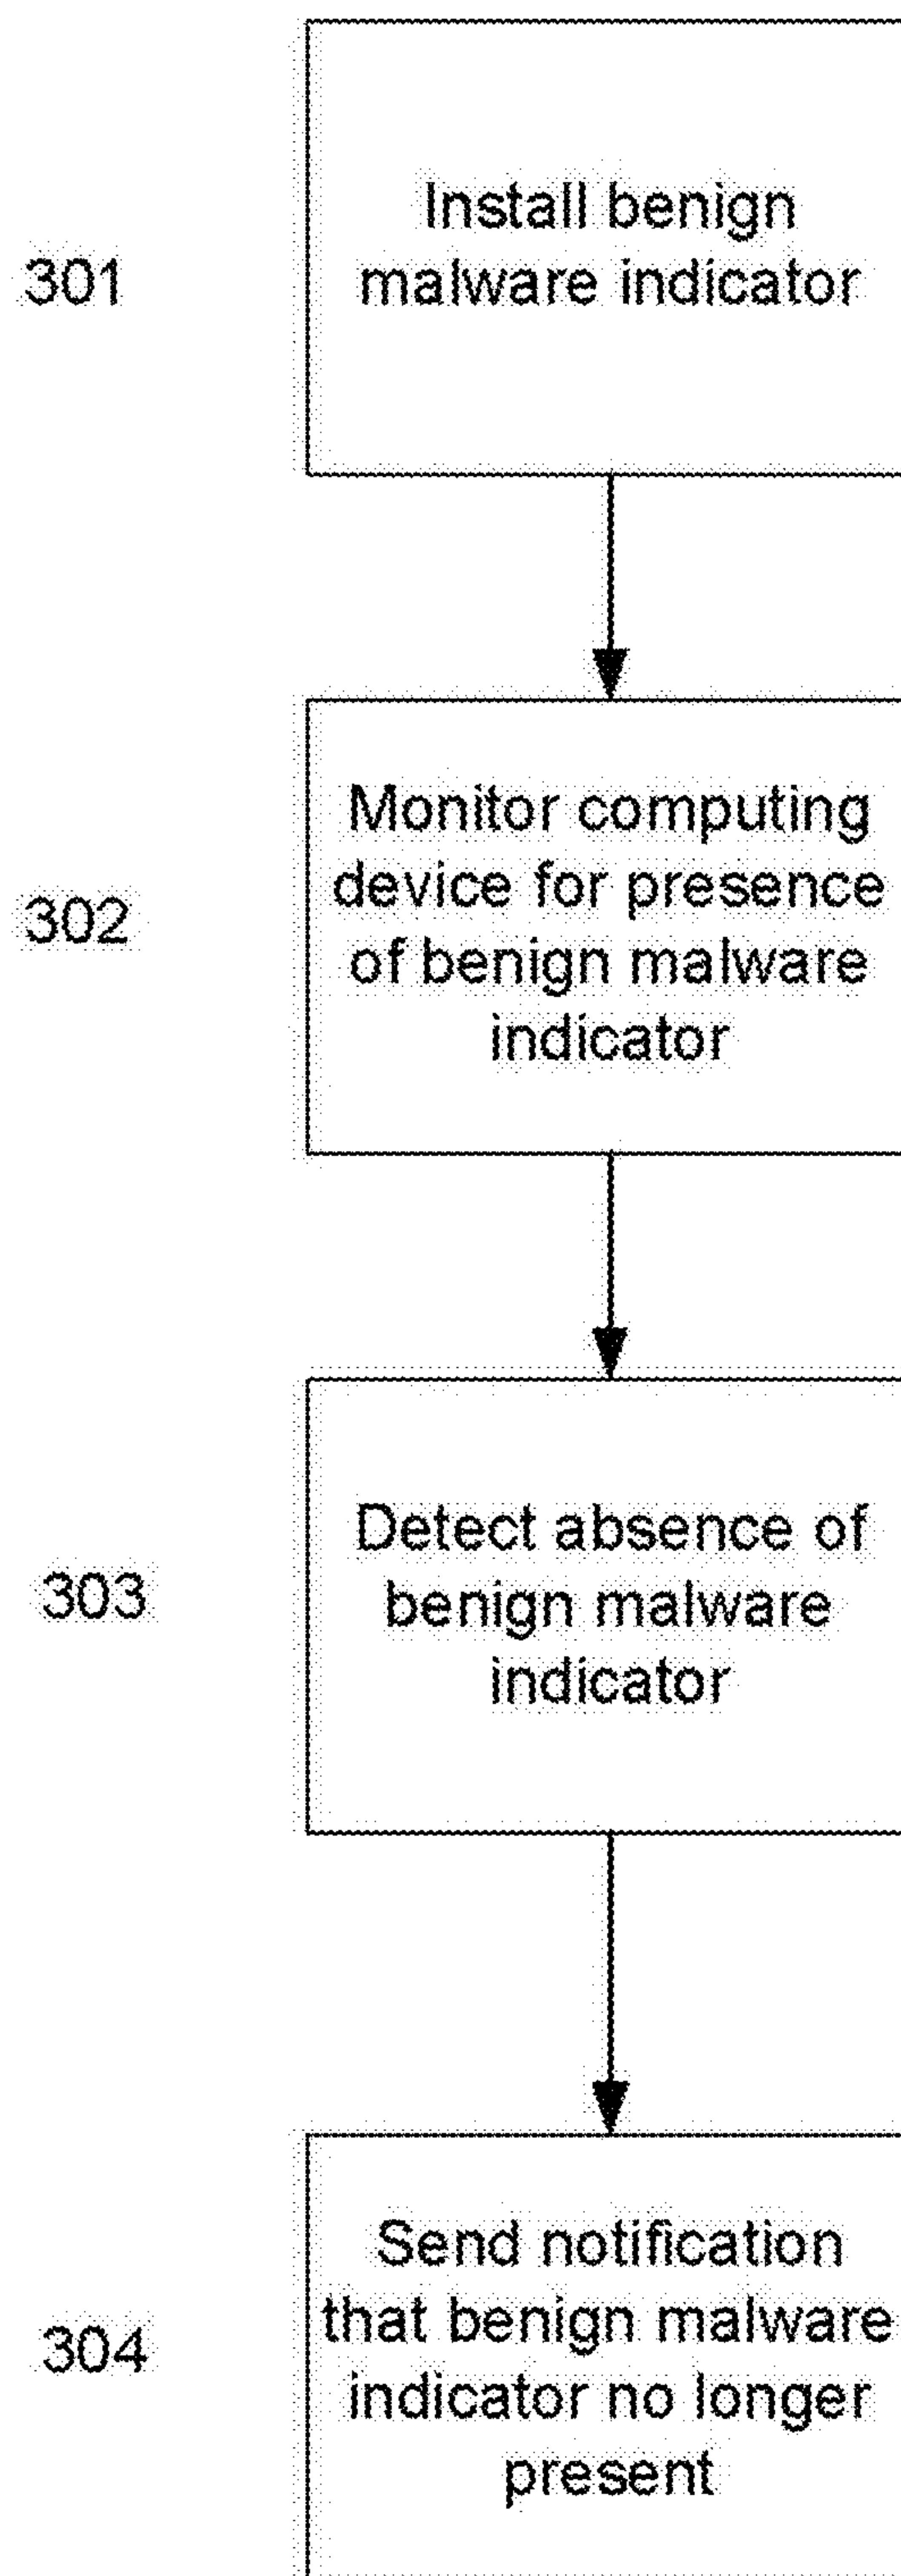 301
Install benign
malware indicator
302
Monitor computing
device for presence
of benign malware
indicator
303
Detect absence of
benign malware
indicator
304
Send notification
that benign malware
indicator no longer
present